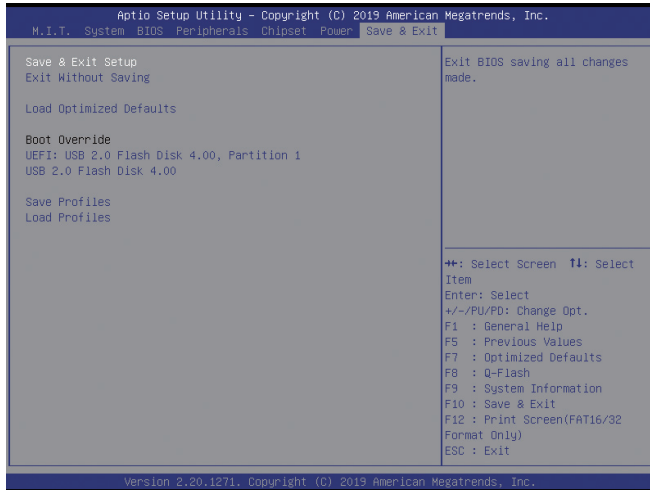 Aptio Setup Utility – Copyright (C) 2019 American Megatrends, Inc.
M.I.T. System BIOS Peripherals Chipset Power Save & Exit
Save & Exit Setup
Exit Without Saving
Load Optimized Defaults
Boot Override
UEFI: USB 2.0 Flash Disk 4.00, Partition 1
USB 2.0 Flash Disk 4.00
Save Profiles
Load Profiles
Exit BIOS saving all changes
made.
→←: Select Screen ↑↓: Select
Item
Enter: Select
+/-/PU/PD: Change Opt.
F1 : General Help
F5 : Previous Values
F7 : Optimized Defaults
F8 : Q-Flash
F9 : System Information
F10 : Save & Exit
F12 : Print Screen(FAT16/32
Format Only)
ESC : Exit
Version 2.20.1271. Copyright (C) 2019 American Megatrends, Inc.